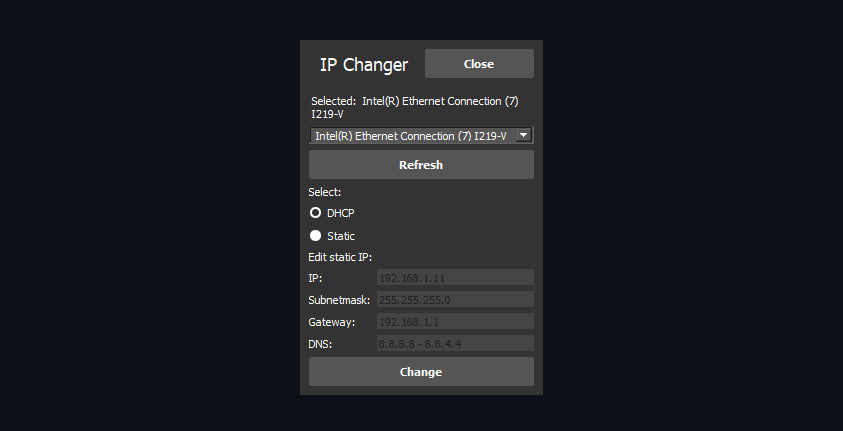 IP Changer
Close
Selected: Intel(R) Ethernet Connection (7)
I219-V
Intel(R) Ethernet Connection (7) I219-V
Refresh
Select:
DHCP
Static
Edit static IP:
IP: 192.168.1.11
Subnetmask: 255.255.255.0
Gateway: 192.168.1.1
DNS: 8.8.8.8 - 8.8.4.4
Change